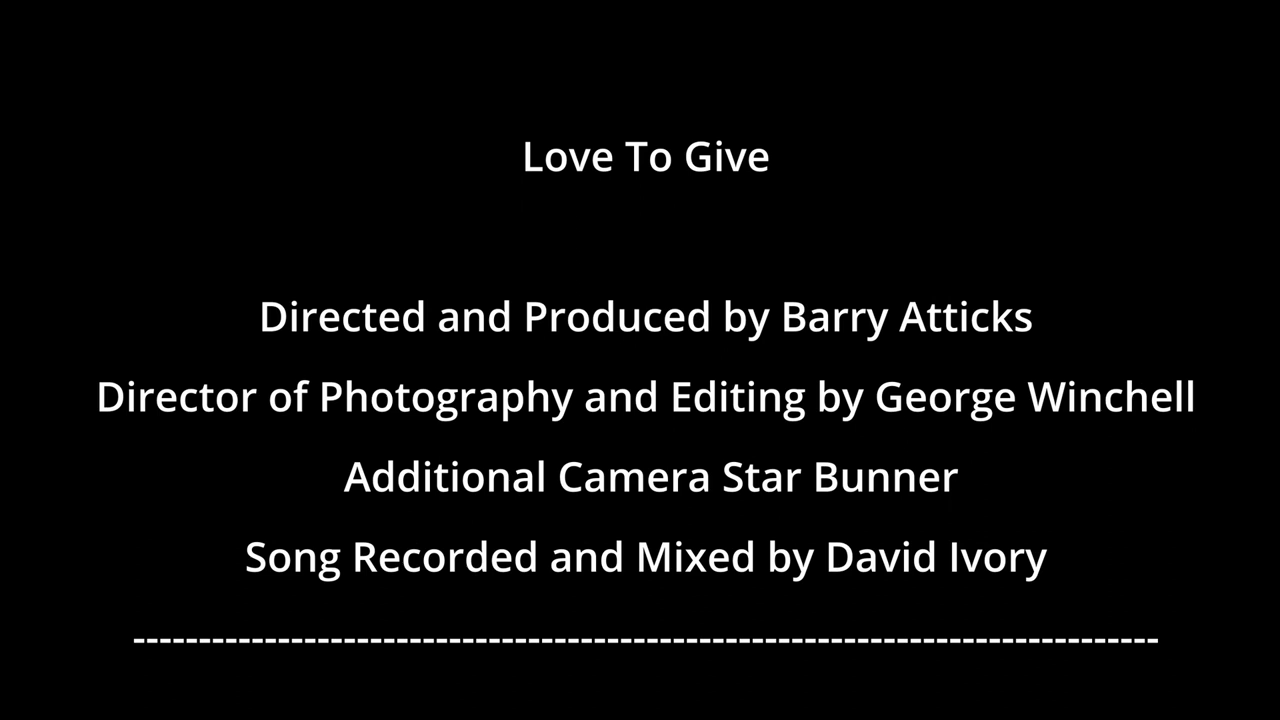 Love To Give
Directed and Produced by Barry Atticks
Director of Photography and Editing by George Winchell
Additional Camera Star Bunner
Song Recorded and Mixed by David Ivory
------------------------------------------------------------------------------